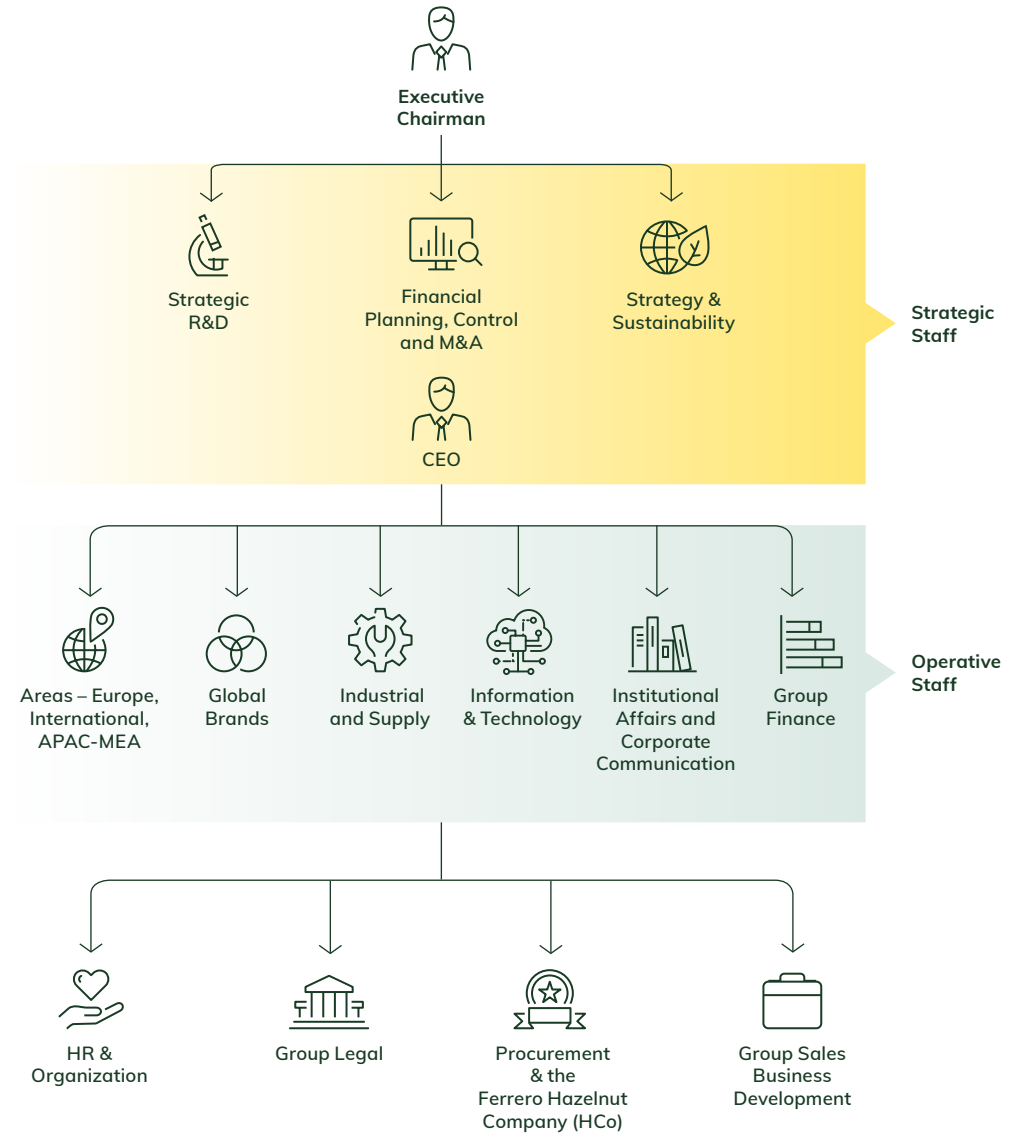 Executive
Chairman
Strategic
R&D
Financial
Planning, Control
and M&A
Strategy &
Sustainability
Strategic
Staff
CEO
Areas – Europe,
International,
APAC-MEA
Global
Brands
Industrial
and Supply
Information
& Technology
Institutional
Affairs and
Corporate
Communication
Group
Finance
Operative
Staff
HR &
Organization
Group Legal
Procurement
& the
Ferrero Hazelnut
Company (HCo)
Group Sales
Business
Development